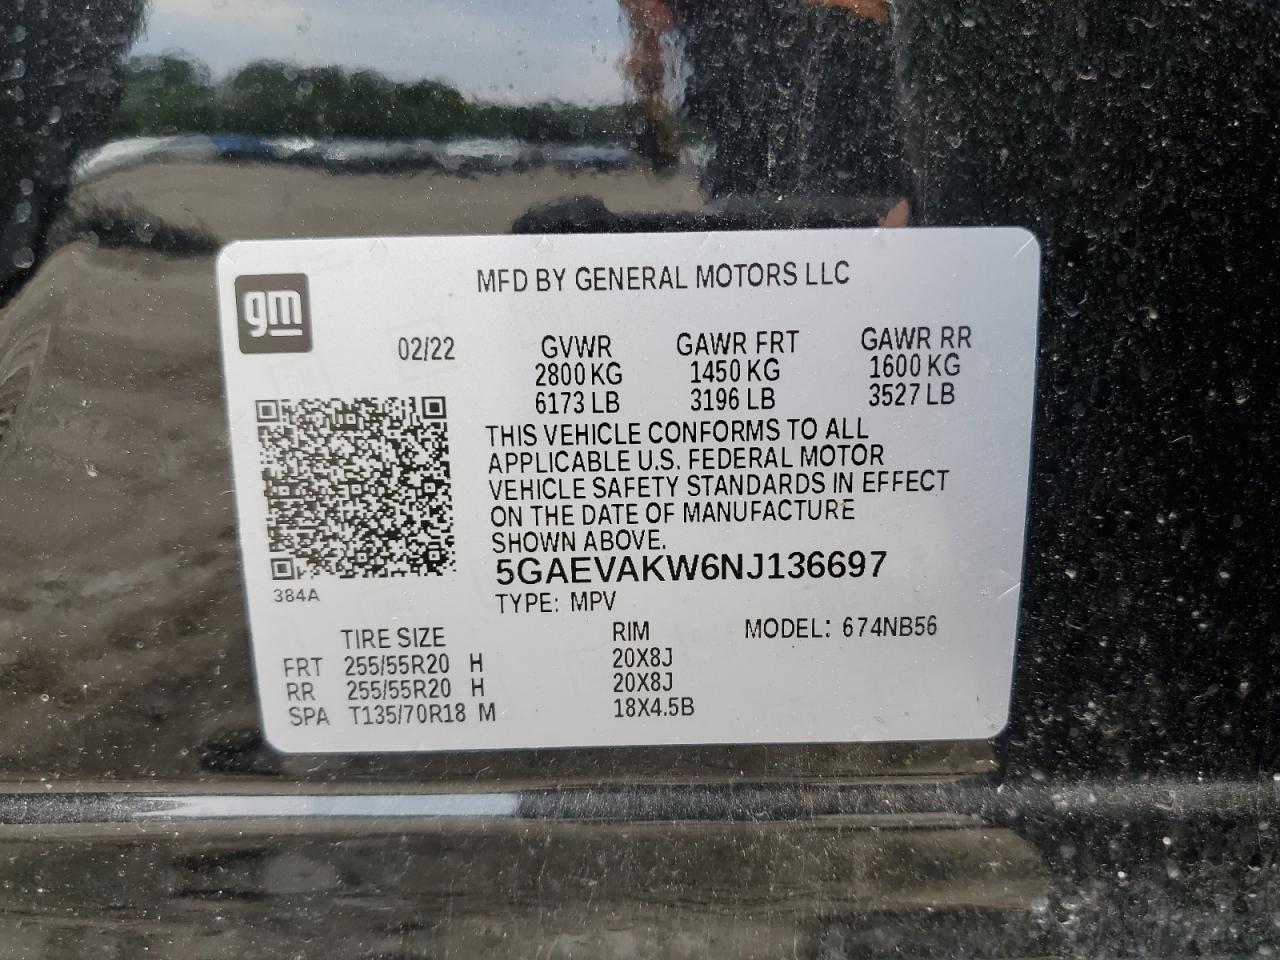 MFD BY GENERAL MOTORS LLC
gm
02/22
GVWR GAWR FRT GAWR RR
2800 KG 1450 KG 1600 KG
6173 LB 3196 LB 3527 LB
THIS VEHICLE CONFORMS TO ALL
APPLICABLE U.S. FEDERAL MOTOR
VEHICLE SAFETY STANDARDS IN EFFECT
ON THE DATE OF MANUFACTURE
SHOWN ABOVE.
5GAEVAKW6NJ136697
384A
TYPE: MPV
TIRE SIZE RIM MODEL: 674NB56
FRT 255/55R20 H 20X8J
RR 255/55R20 H 20X8J
SPA T135/70R18 M 18X4.5B